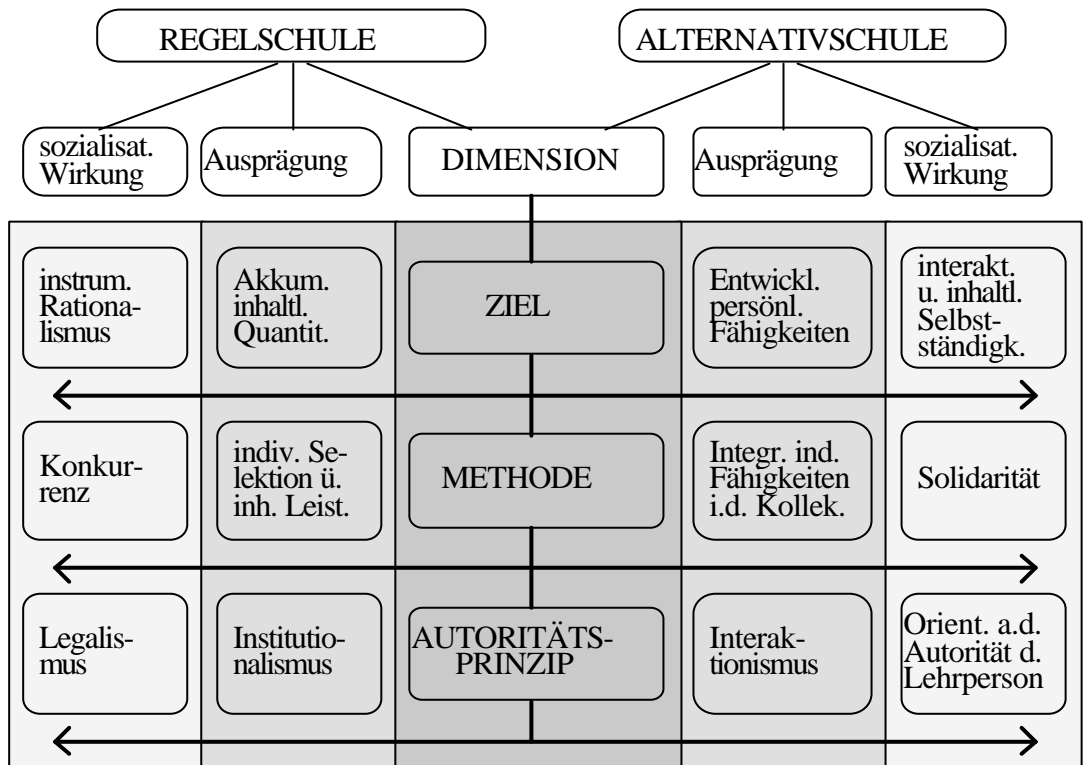 REGELSCHULE
ALTERNATIVSCHULE
sozialisat.
Wirkung
Ausprägung
DIMENSION
Ausprägung
sozialisat.
Wirkung
instrum.
Rationa-
lismus
Akkum.
inhaltl.
Quantit.
ZIEL
Entwickl.
persönl.
Fähigkeiten
interakt.
u. inhaltl.
Selbst-
ständigk.
Konkur-
renz
indiv. Se-
lektion ü.
inh. Leist.
METHODE
Integr. ind.
Fähigkeiten
i.d. Kollek.
Solidarität
Legalis-
mus
Institutio-
nalismus
AUTORITÄTS-
PRINZIP
Interak-
tionismus
Orient. a.d.
Autorität d.
Lehrperson